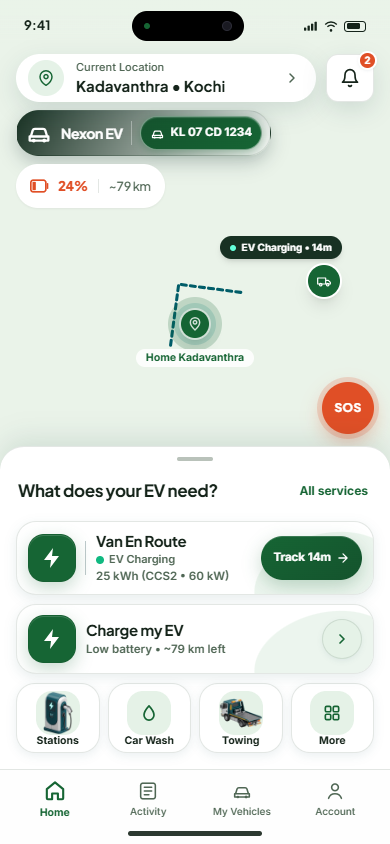 9:41
Current Location
Kadavanthra • Kochi
2
Nexon EV
KL 07 CD 1234
24%
~79 km
EV Charging • 14m
Home Kadavanthra
SOS
What does your EV need?
All services
Van En Route
EV Charging
25 kWh (CCS2 • 60 kW)
Track 14m →
Charge my EV
Low battery • ~79 km left
Stations
Car Wash
Towing
More
Home
Activity
My Vehicles
Account